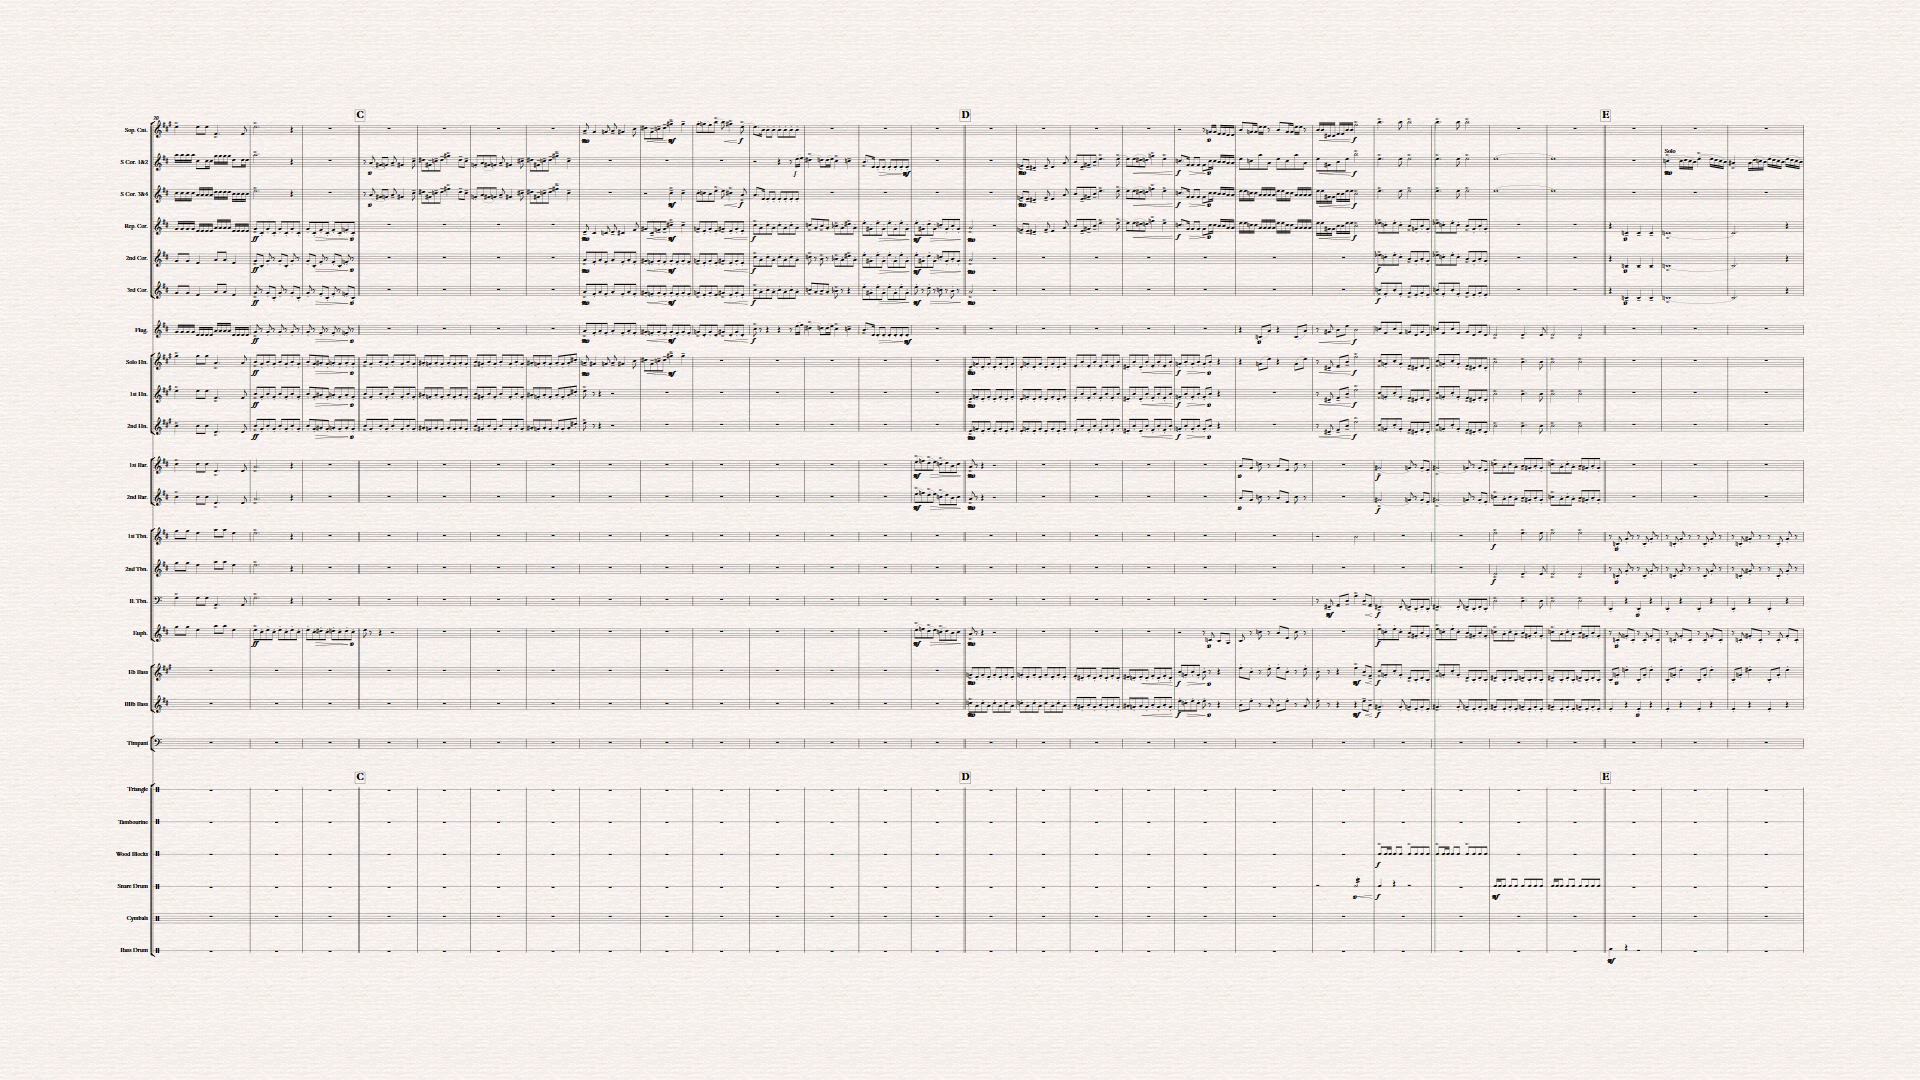 C D E
Sop. Cnt.
S Cor. 1&2
Solo
S Cor. 3&4
Rep. Cor.
2nd Cor.
3rd Cor.
Flug.
Solo Hn.
1st Hn.
2nd Hn.
1st Bar.
2nd Bar.
1st Tbn.
2nd Tbn.
B. Tbn.
Euph.
Eb Bass
BBb Bass
Timpani
C D E
Triangle
Tambourine
Wood Blocks
Snare Drum
Cymbals
Bass Drum